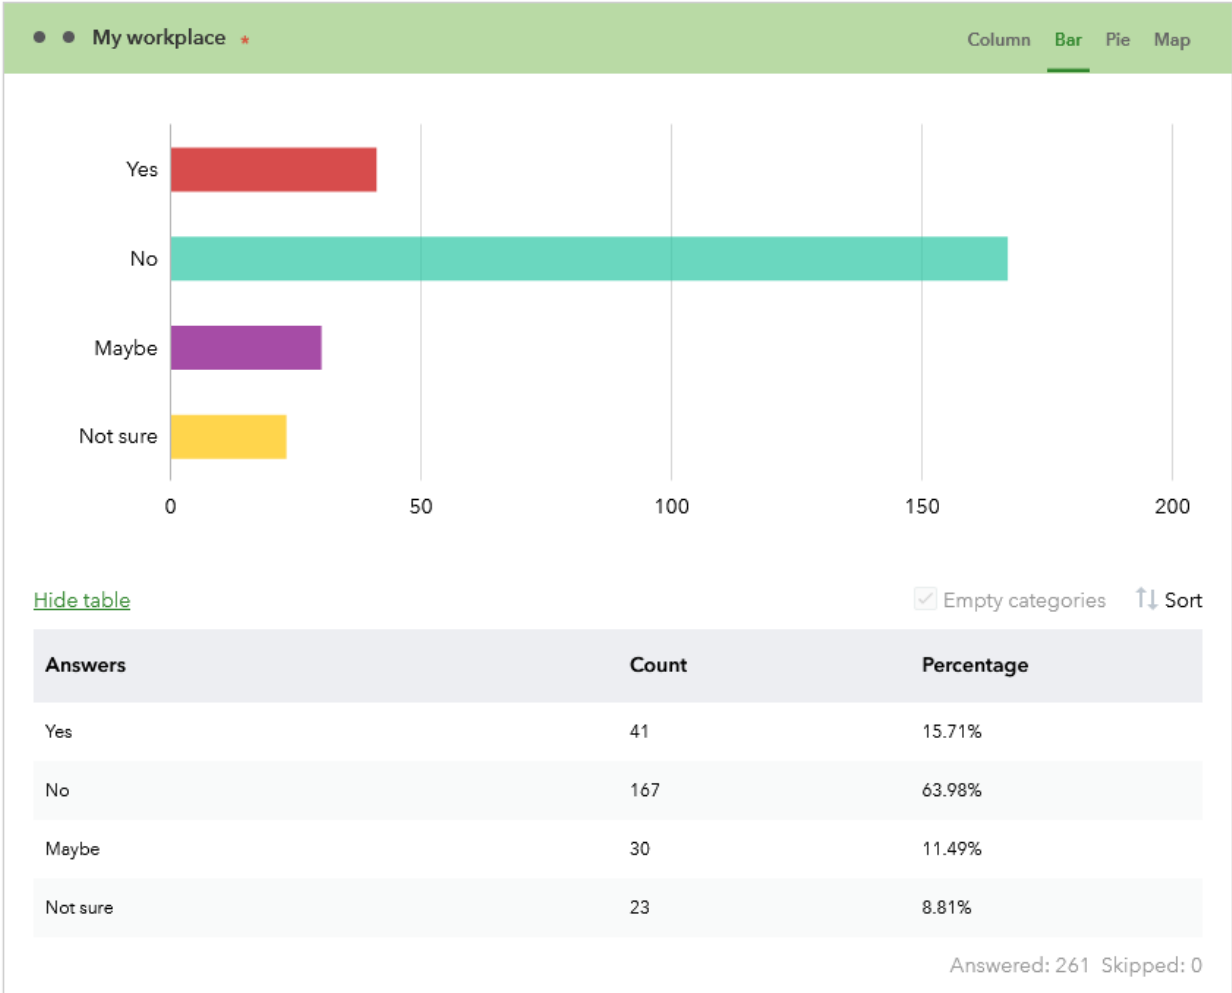 My workplace *
Column Bar Pie Map
Yes
No
Maybe
Not sure
0 50 100 150 200
Hide table
Empty categories Sort
Answers Count Percentage
Yes 41 15.71%
No 167 63.98%
Maybe 30 11.49%
Not sure 23 8.81%
Answered: 261 Skipped: 0